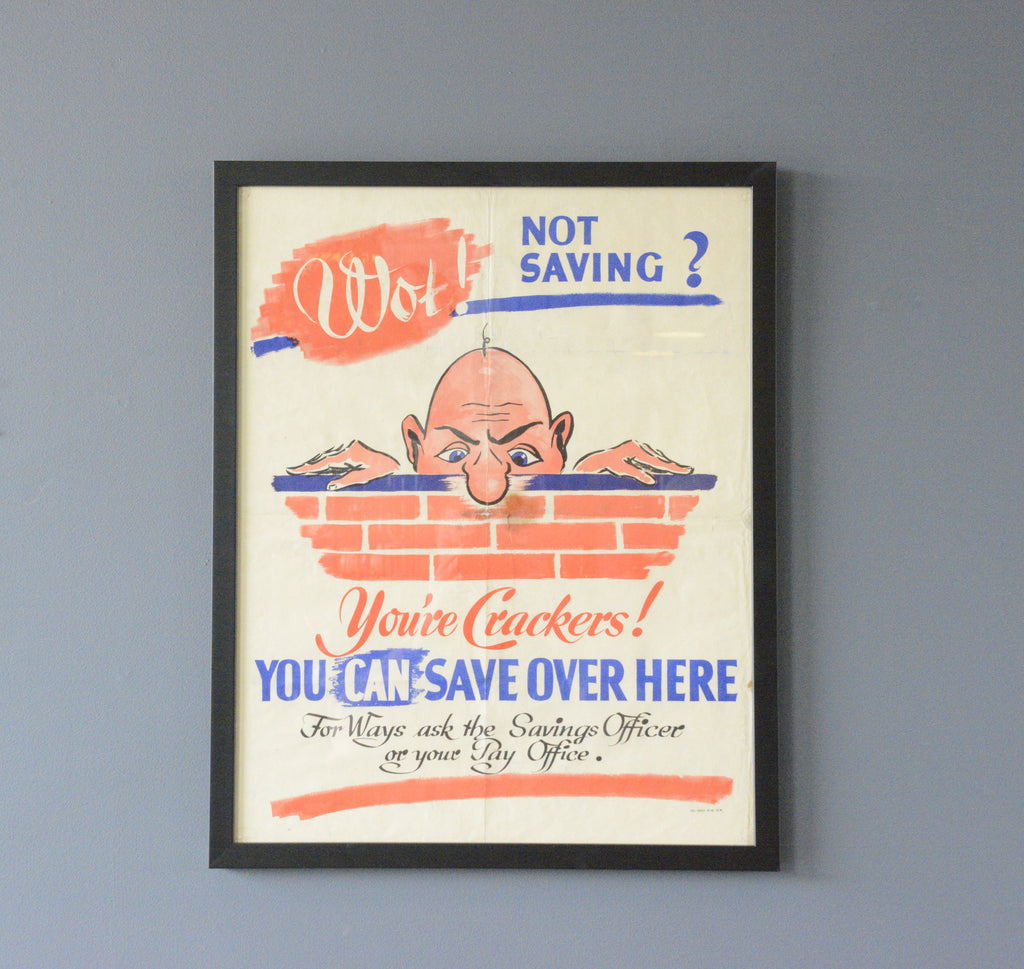 Wot!
NOT
SAVING ?
You're Crackers!
YOU CAN SAVE OVER HERE
For Ways ask the Savings Officer
or your Pay Office.